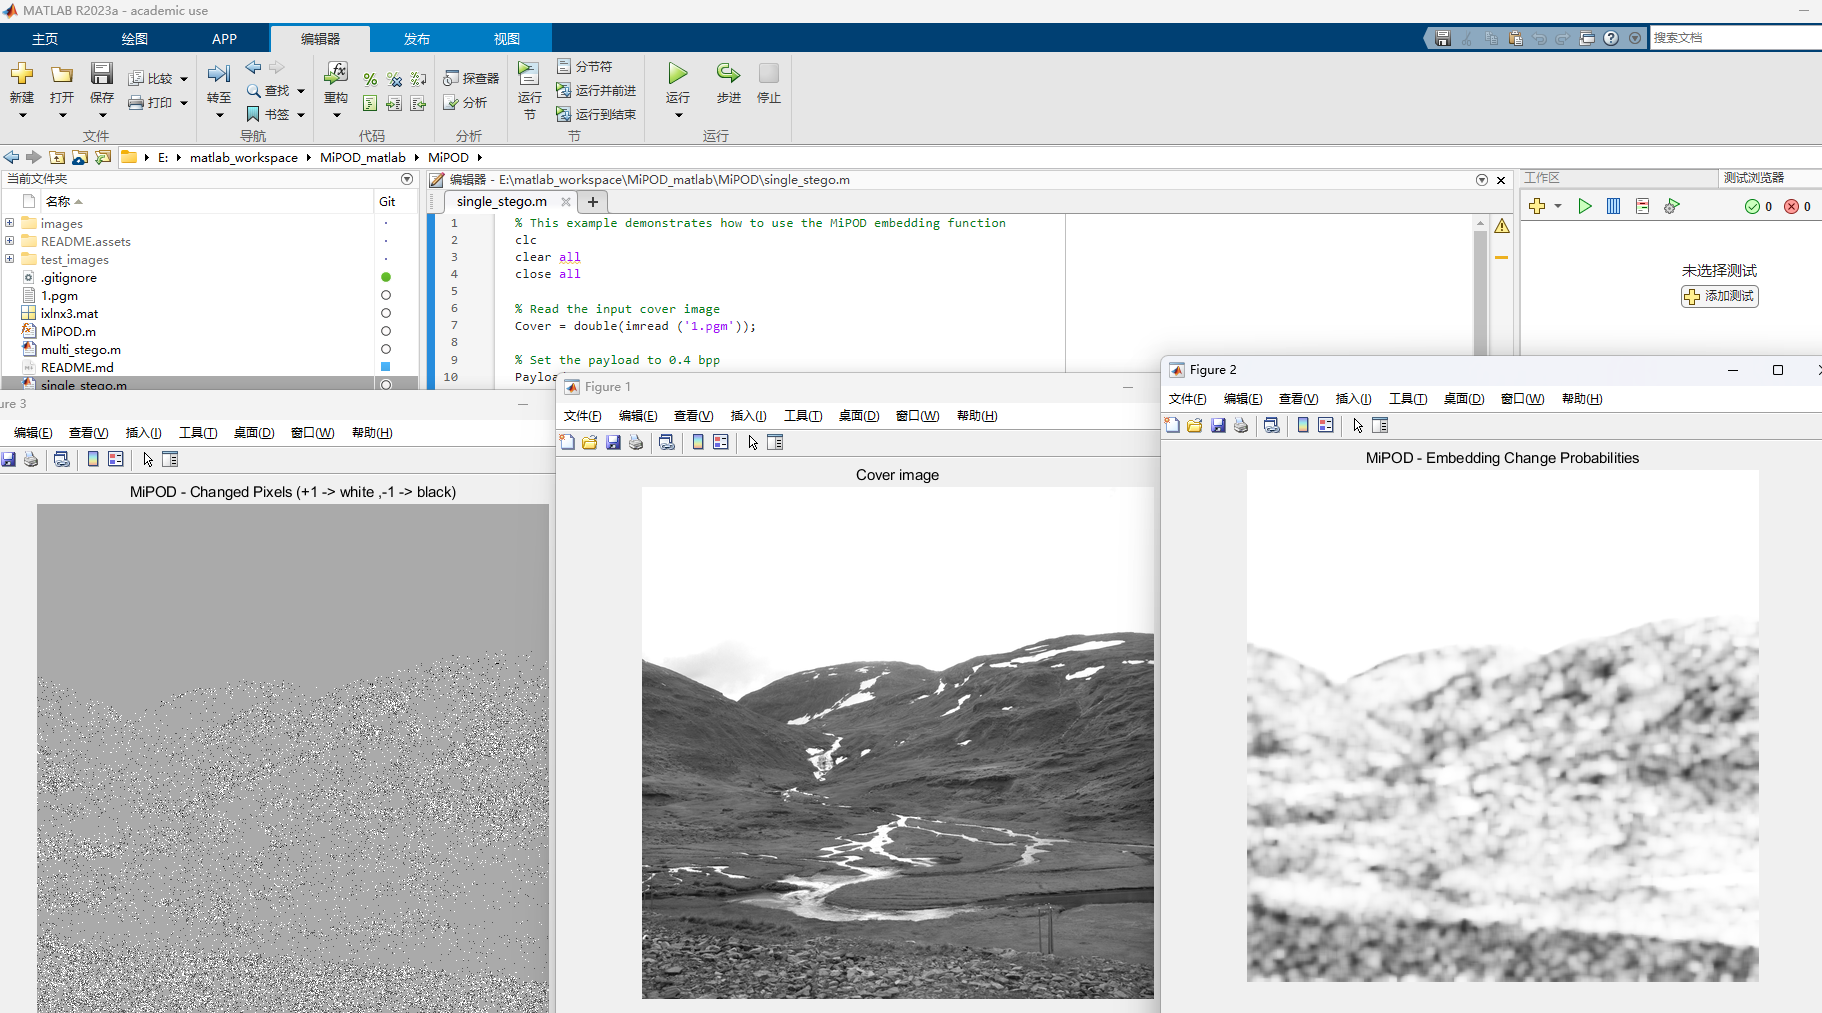 MATLAB R2023a - academic use
主页 绘图 APP 编辑器 发布 视图 搜索文档
新建 打开 保存 比较 打印 文件
转至 查找 书签 导航
重构 代码
探查器 分析 分析
运行节 分节符 运行并前进 运行到结束 节
运行 步进 停止 运行
E: matlab_workspace MiPOD_matlab MiPOD
当前文件夹
名称 Git
images
README.assets
test_images
.gitignore
1.pgm
ixlnx3.mat
MiPOD.m
multi_stego.m
README.md
single_stego.m
编辑器 - E:\matlab_workspace\MiPOD_matlab\MiPOD\single_stego.m
single_stego.m
1 % This example demonstrates how to use the MiPOD embedding function
2 clc
3 clear all
4 close all
5
6 % Read the input cover image
7 Cover = double(imread ('1.pgm'));
8
9 % Set the payload to 0.4 bpp
10 Payloa
工作区 测试浏览器
0 0
未选择测试
添加测试
ure 3
编辑(E) 查看(V) 插入(I) 工具(T) 桌面(D) 窗口(W) 帮助(H)
MiPOD - Changed Pixels (+1 -> white ,-1 -> black)
Figure 1
文件(F) 编辑(E) 查看(V) 插入(I) 工具(T) 桌面(D) 窗口(W) 帮助(H)
Cover image
Figure 2
文件(F) 编辑(E) 查看(V) 插入(I) 工具(T) 桌面(D) 窗口(W) 帮助(H)
MiPOD - Embedding Change Probabilities